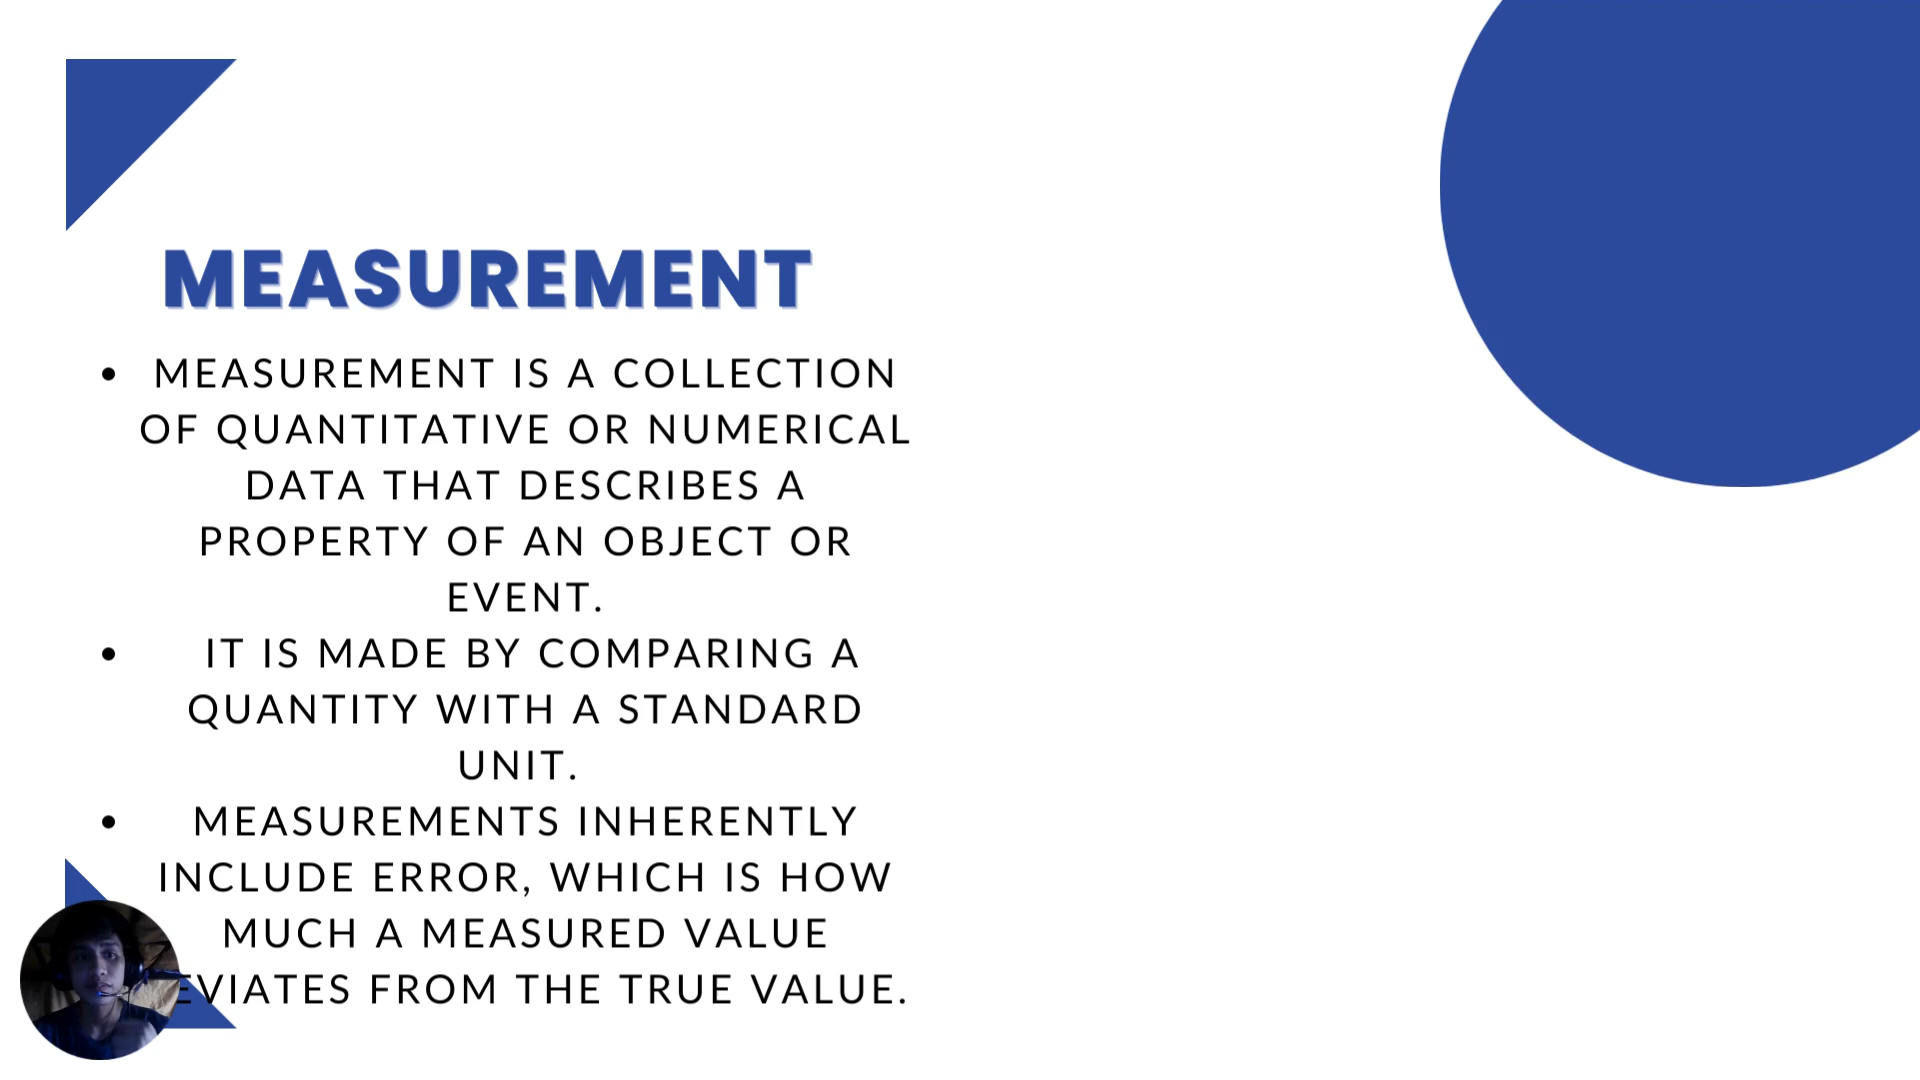 MEASUREMENT
• MEASUREMENT IS A COLLECTION
OF QUANTITATIVE OR NUMERICAL
DATA THAT DESCRIBES A
PROPERTY OF AN OBJECT OR
EVENT.
• IT IS MADE BY COMPARING A
QUANTITY WITH A STANDARD
UNIT.
• MEASUREMENTS INHERENTLY
INCLUDE ERROR, WHICH IS HOW
MUCH A MEASURED VALUE
EVIATES FROM THE TRUE VALUE.